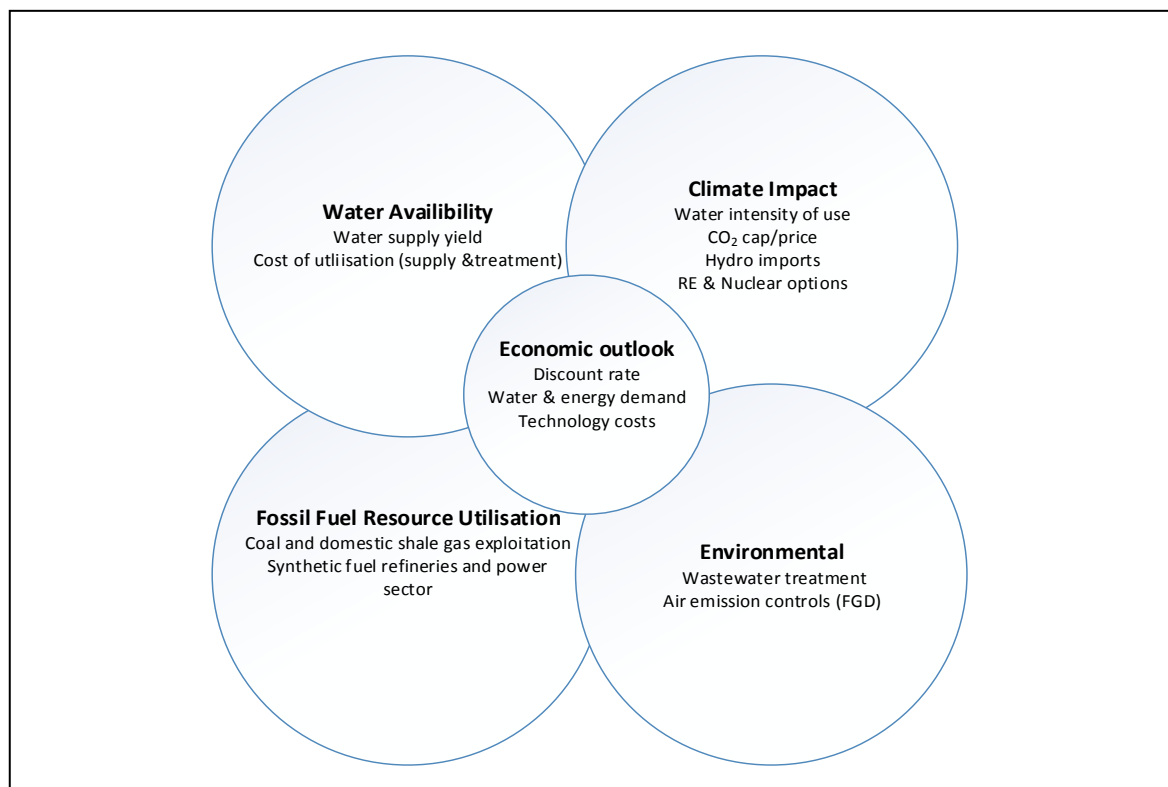 Water Availibility
Water supply yield
Cost of utliisation (supply &treatment)
Climate Impact
Water intensity of use
CO₂ cap/price
Hydro imports
RE & Nuclear options
Economic outlook
Discount rate
Water & energy demand
Technology costs
Fossil Fuel Resource Utilisation
Coal and domestic shale gas exploitation
Synthetic fuel refineries and power
sector
Environmental
Wastewater treatment
Air emission controls (FGD)